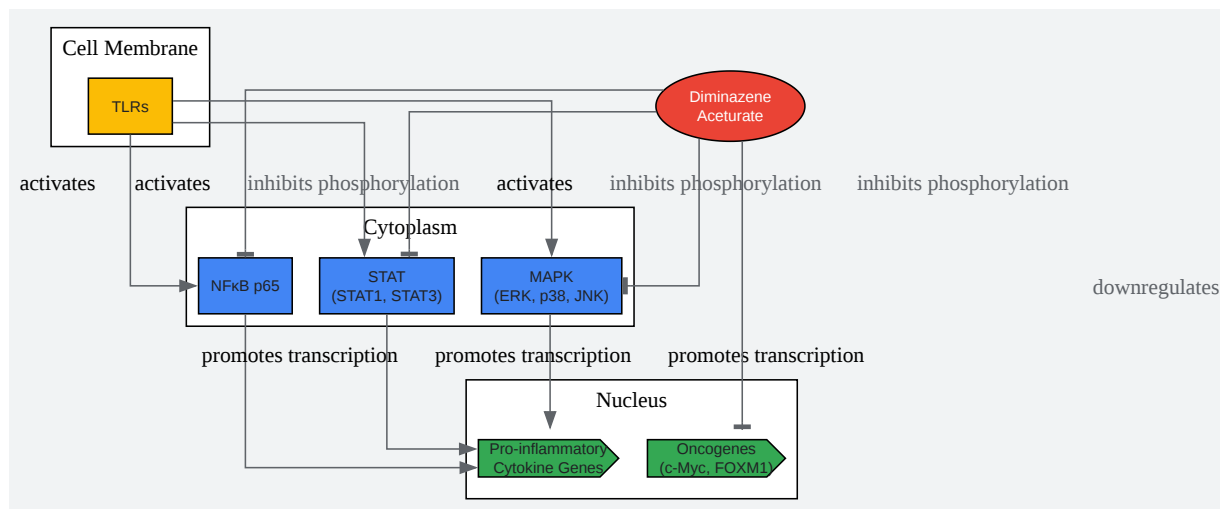 Cell Membrane
TLRs
Diminazene
Aceturate
activates
activates
inhibits phosphorylation
activates
inhibits phosphorylation
inhibits phosphorylation
Cytoplasm
NFκB p65
STAT
(STAT1, STAT3)
MAPK
(ERK, p38, JNK)
downregulates
promotes transcription
promotes transcription
promotes transcription
Nucleus
Pro-inflammatory
Cytokine Genes
Oncogenes
(c-Myc, FOXM1)